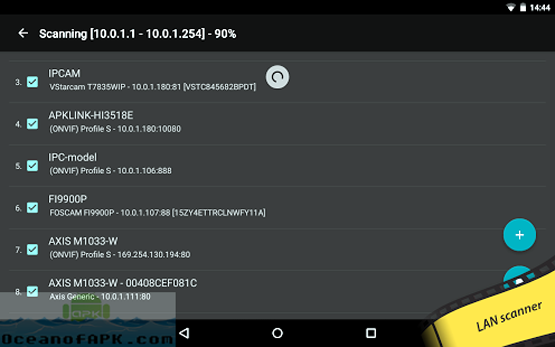 14:44
Scanning [10.0.1.1 - 10.0.1.254] - 90%
IPCAM
3. VStarcam T7835WIP - 10.0.1.180:81 [VSTC845682BPDT]
APKLINK-HI3518E
4. (ONVIF) Profile S - 10.0.1.180:10080
IPC-model
5. (ONVIF) Profile S - 10.0.1.106:888
FI9900P
6. FOSCAM FI9900P - 10.0.1.107:88 [15ZY4ETTRCLNWFY11A]
AXIS M1033-W
7. (ONVIF) Profile S - 169.254.130.194:80
AXIS M1033-W - 00408CEF081C
8. Axis Generic - 10.0.1.111:80
LAN scanner
APK
OceanofAPK.com